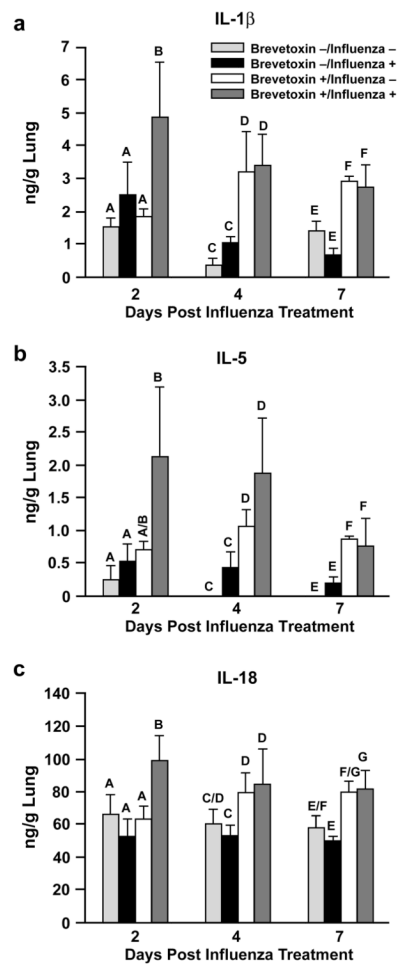 a
IL-1β
Brevetoxin –/Influenza –
Brevetoxin –/Influenza +
Brevetoxin +/Influenza –
Brevetoxin +/Influenza +
ng/g Lung
7
6
5
4
3
2
1
0
A
A
A
B
C
C
D
D
E
E
F
F
2
4
7
Days Post Influenza Treatment
b
IL-5
ng/g Lung
3.5
3.0
2.5
2.0
1.5
1.0
0.5
0
A
A
A/B
B
C
C
D
D
E
E
F
F
2
4
7
Days Post Influenza Treatment
c
IL-18
ng/g Lung
140
120
100
80
60
40
20
0
A
A
A
B
C/D
C
D
D
E/F
E
F/G
G
2
4
7
Days Post Influenza Treatment